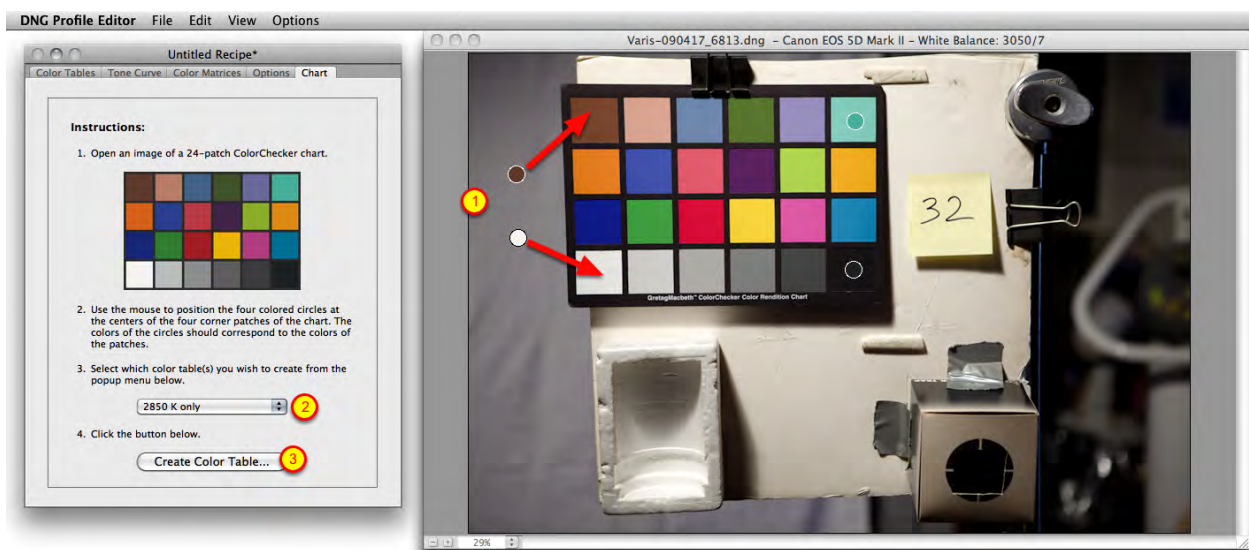 DNG Profile Editor File Edit View Options
Untitled Recipe*
Color Tables Tone Curve Color Matrices Options Chart
Instructions:
1. Open an image of a 24-patch ColorChecker chart.
2. Use the mouse to position the four colored circles at
the centers of the four corner patches of the chart. The
colors of the circles should correspond to the colors of
the patches.
3. Select which color table(s) you wish to create from the
popup menu below.
2850 K only
2
4. Click the button below.
Create Color Table...
3
Varis-090417_6813.dng – Canon EOS 5D Mark II – White Balance: 3050/7
1
32
GretagMacbeth™ ColorChecker Color Rendition Chart
29%